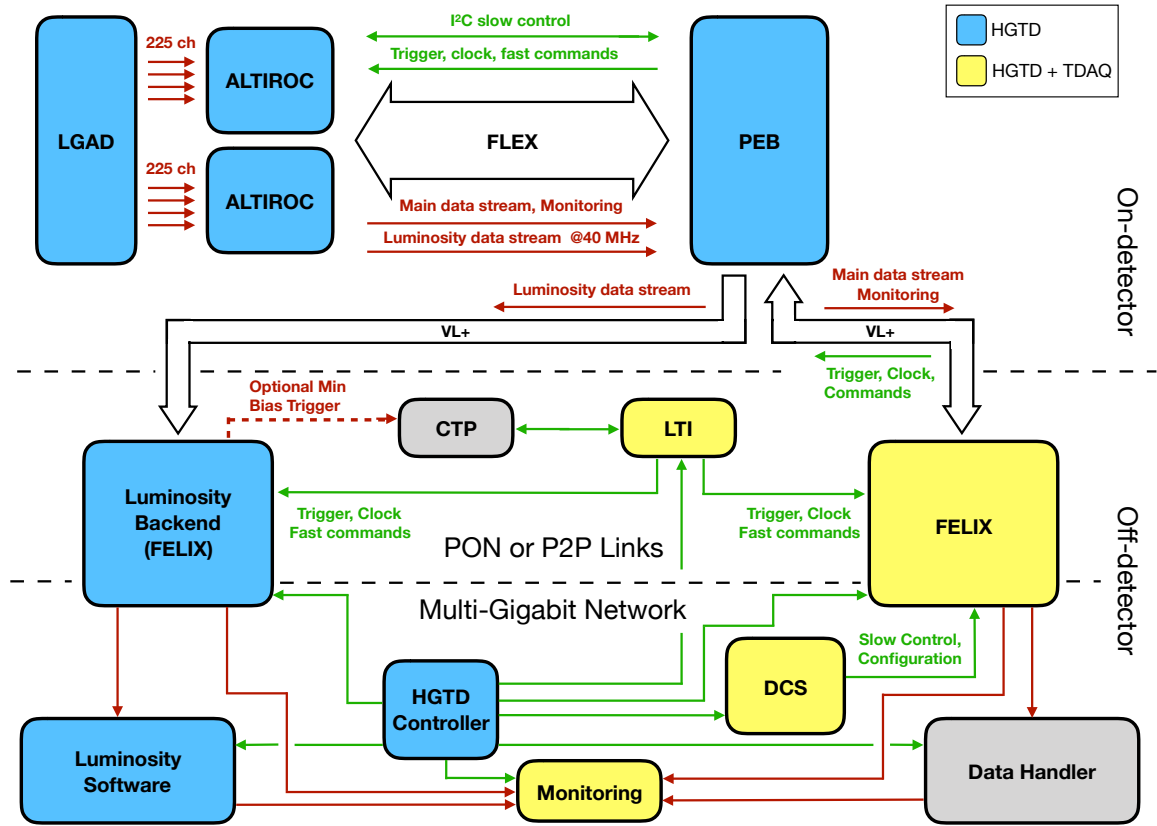 I²C slow control
Trigger, clock, fast commands
225 ch
ALTIROC
LGAD
FLEX
PEB
225 ch
ALTIROC
Main data stream, Monitoring
Luminosity data stream @40 MHz
HGTD
HGTD + TDAQ
On-detector
Luminosity data stream
VL+
Main data stream
Monitoring
VL+
Trigger, Clock,
Commands
Optional Min
Bias Trigger
CTP
LTI
Luminosity
Backend
(FELIX)
Trigger, Clock
Fast commands
PON or P2P Links
Trigger, Clock
Fast commands
FELIX
Off-detector
Multi-Gigabit Network
Slow Control,
Configuration
HGTD
Controller
DCS
Luminosity
Software
Monitoring
Data Handler